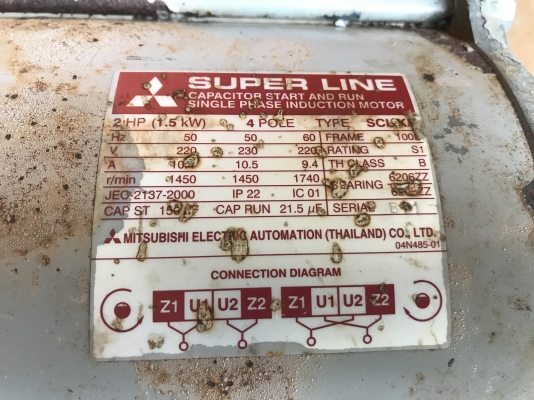 SUPER LINE
CAPACITOR START AND RUN
SINGLE PHASE INDUCTION MOTOR
2 HP (1.5 kW) 4 POLE TYPE
Hz 50 50 60 FRAME 100L
V 220 230 220 RATING S1
A 10.5 9.4 TH CLASS B
r/min 1450 1450 1740 BEARING 6206ZZ
JEC-2137-2000 IP 22 IC 01
CAP ST CAP RUN 21.5 µF SERIAL
MITSUBISHI ELECTRIC AUTOMATION (THAILAND) CO., LTD.
04N485-01
CONNECTION DIAGRAM
Z1 U1 U2 Z2 Z1 U1 U2 Z2